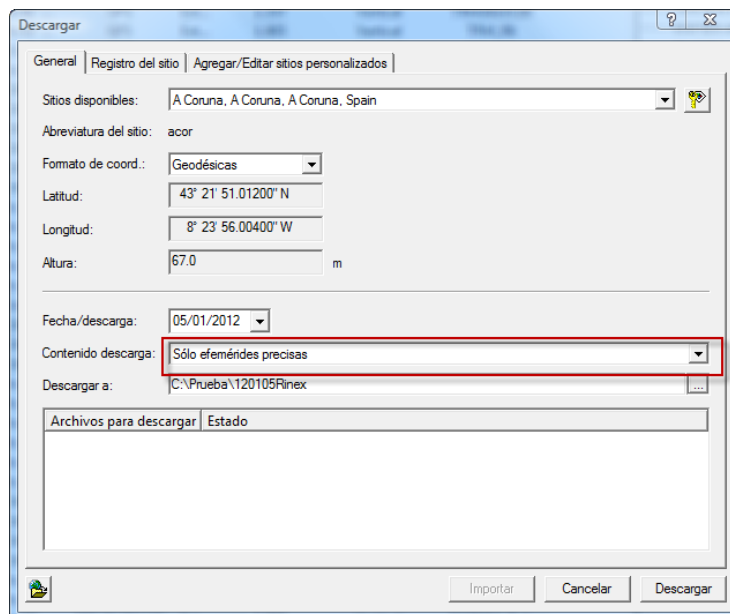 Descargar
General Registro del sitio Agregar/Editar sitios personalizados
Sitios disponibles: A Coruna, A Coruna, A Coruna, Spain
Abreviatura del sitio: acor
Formato de coord.: Geodésicas
Latitud: 43° 21' 51.01200" N
Longitud: 8° 23' 56.00400" W
Altura: 67.0 m
Fecha/descarga: 05/01/2012
Contenido descarga: Sólo efemérides precisas
Descargar a: C:\Prueba\120105Rinex ...
Archivos para descargar Estado
Importar Cancelar Descargar